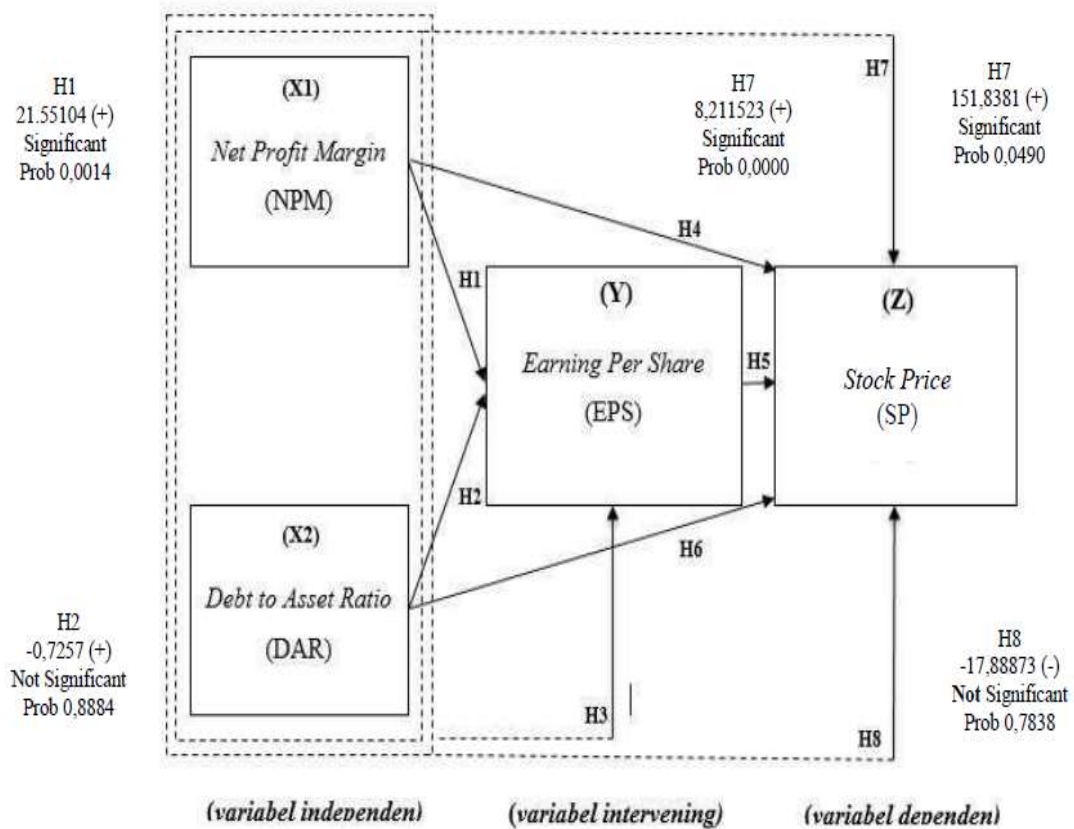 H1
21.55104 (+)
Significant
Prob 0,0014
(X1)
Net Profit Margin
(NPM)
H7
8,211523 (+)
Significant
Prob 0,0000
H7
H7
151,8381 (+)
Significant
Prob 0,0490
H4
H1
(Y)
Earning Per Share
(EPS)
H5
(Z)
Stock Price
(SP)
H2
H6
(X2)
Debt to Asset Ratio
(DAR)
H2
-0,7257 (+)
Not Significant
Prob 0,8884
H3
H8
H8
-17,88873 (-)
Not Significant
Prob 0,7838
(variabel independen)
(variabel intervening)
(variabel dependen)